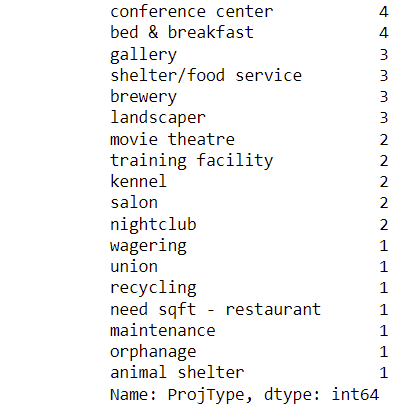 conference center 4
bed & breakfast 4
gallery 3
shelter/food service 3
brewery 3
landscaper 3
movie theatre 2
training facility 2
kennel 2
salon 2
nightclub 2
wagering 1
union 1
recycling 1
need sqft - restaurant 1
maintenance 1
orphanage 1
animal shelter 1
Name: ProjType, dtype: int64